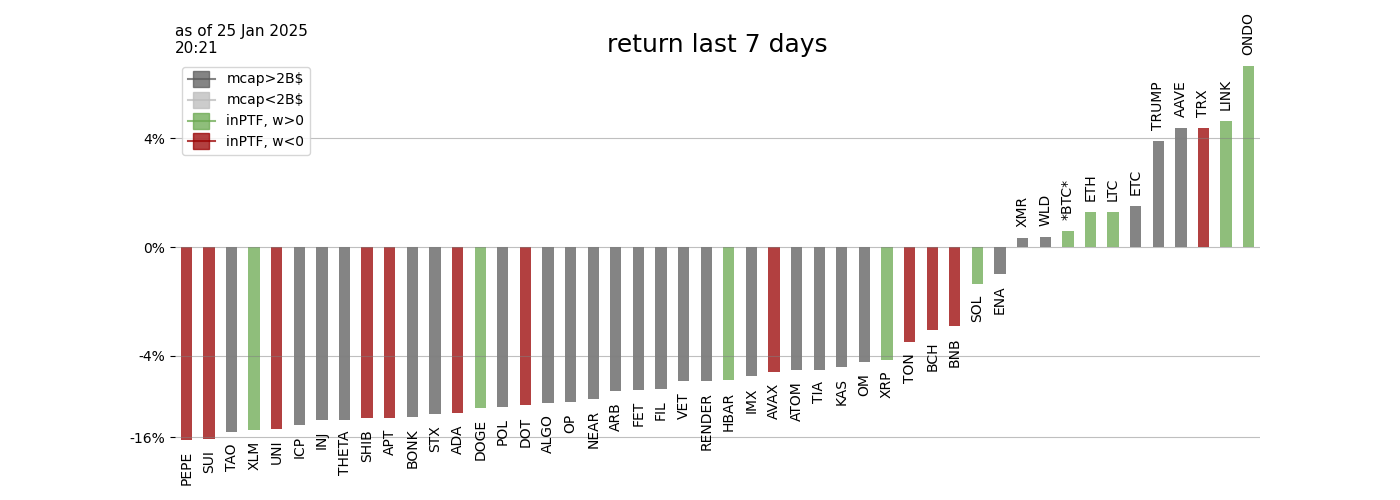 as of 25 Jan 2025
20:21
return last 7 days
mcap>2B$
mcap<2B$
inPTF, w>0
inPTF, w<0
4%
0%
-4%
-16%
PEPE
SUI
TAO
XLM
UNI
ICP
INJ
THETA
SHIB
APT
BONK
STX
ADA
DOGE
POL
DOT
ALGO
OP
NEAR
ARB
FET
FIL
VET
RENDER
HBAR
IMX
AVAX
ATOM
TIA
KAS
OM
XRP
TON
BCH
BNB
SOL
ENA
XMR
WLD
*BTC*
ETH
LTC
ETC
TRUMP
AAVE
TRX
LINK
ONDO